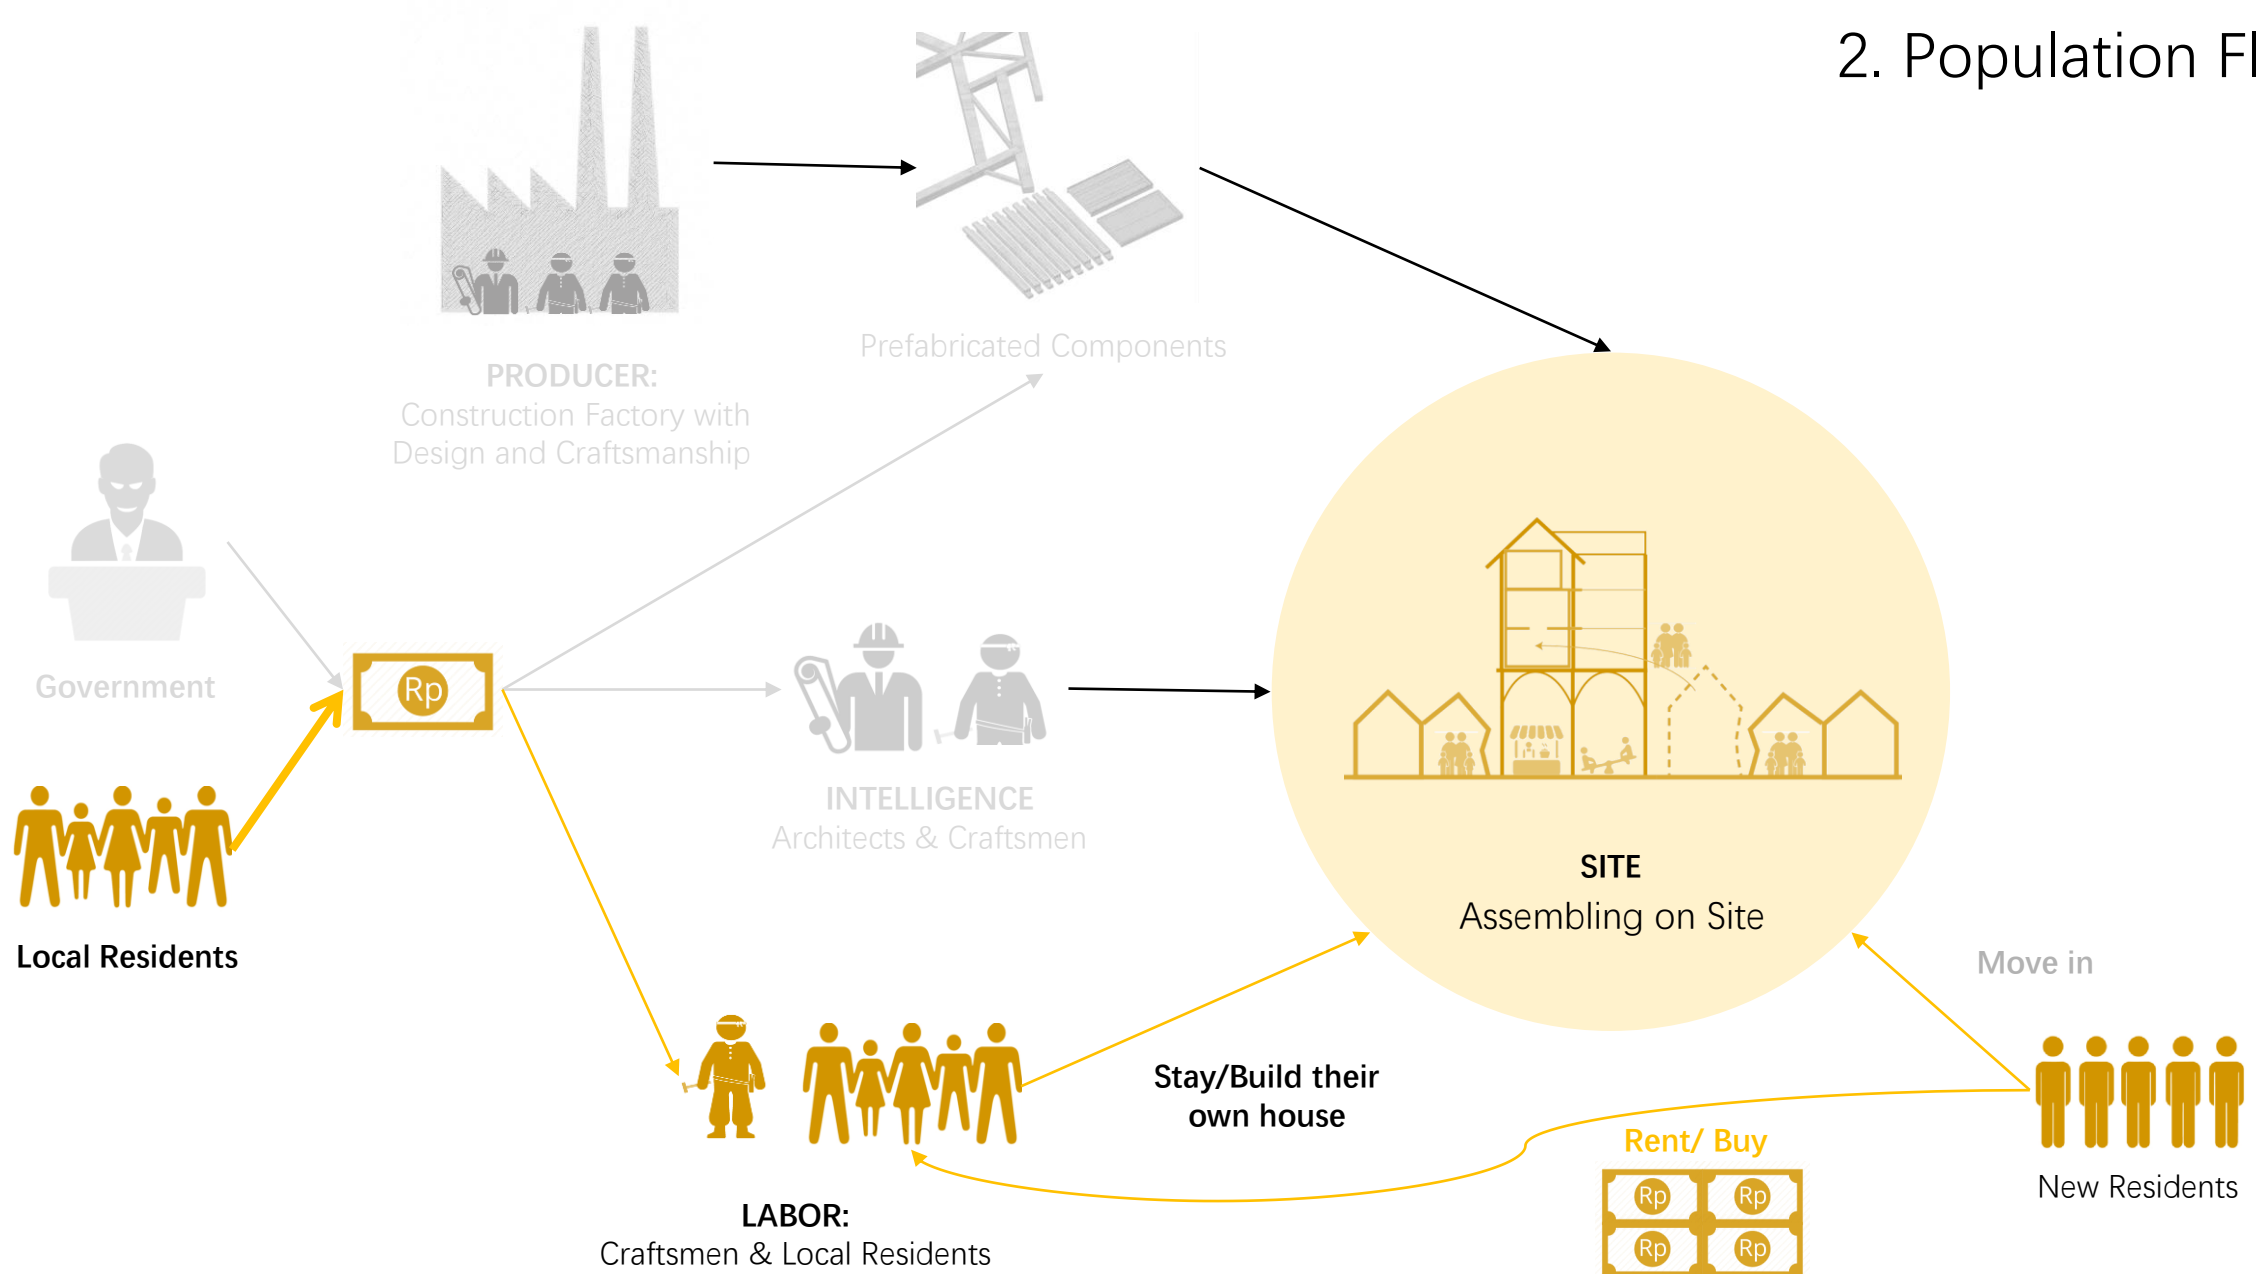 2. Population Fl
Prefabricated Components
PRODUCER:
Construction Factory with
Design and Craftsmanship
Government
Rp
INTELLIGENCE
Architects & Craftsmen
SITE
Assembling on Site
Local Residents
Move in
Stay/Build their
own house
Rent/ Buy
New Residents
Rp Rp
Rp Rp
LABOR:
Craftsmen & Local Residents